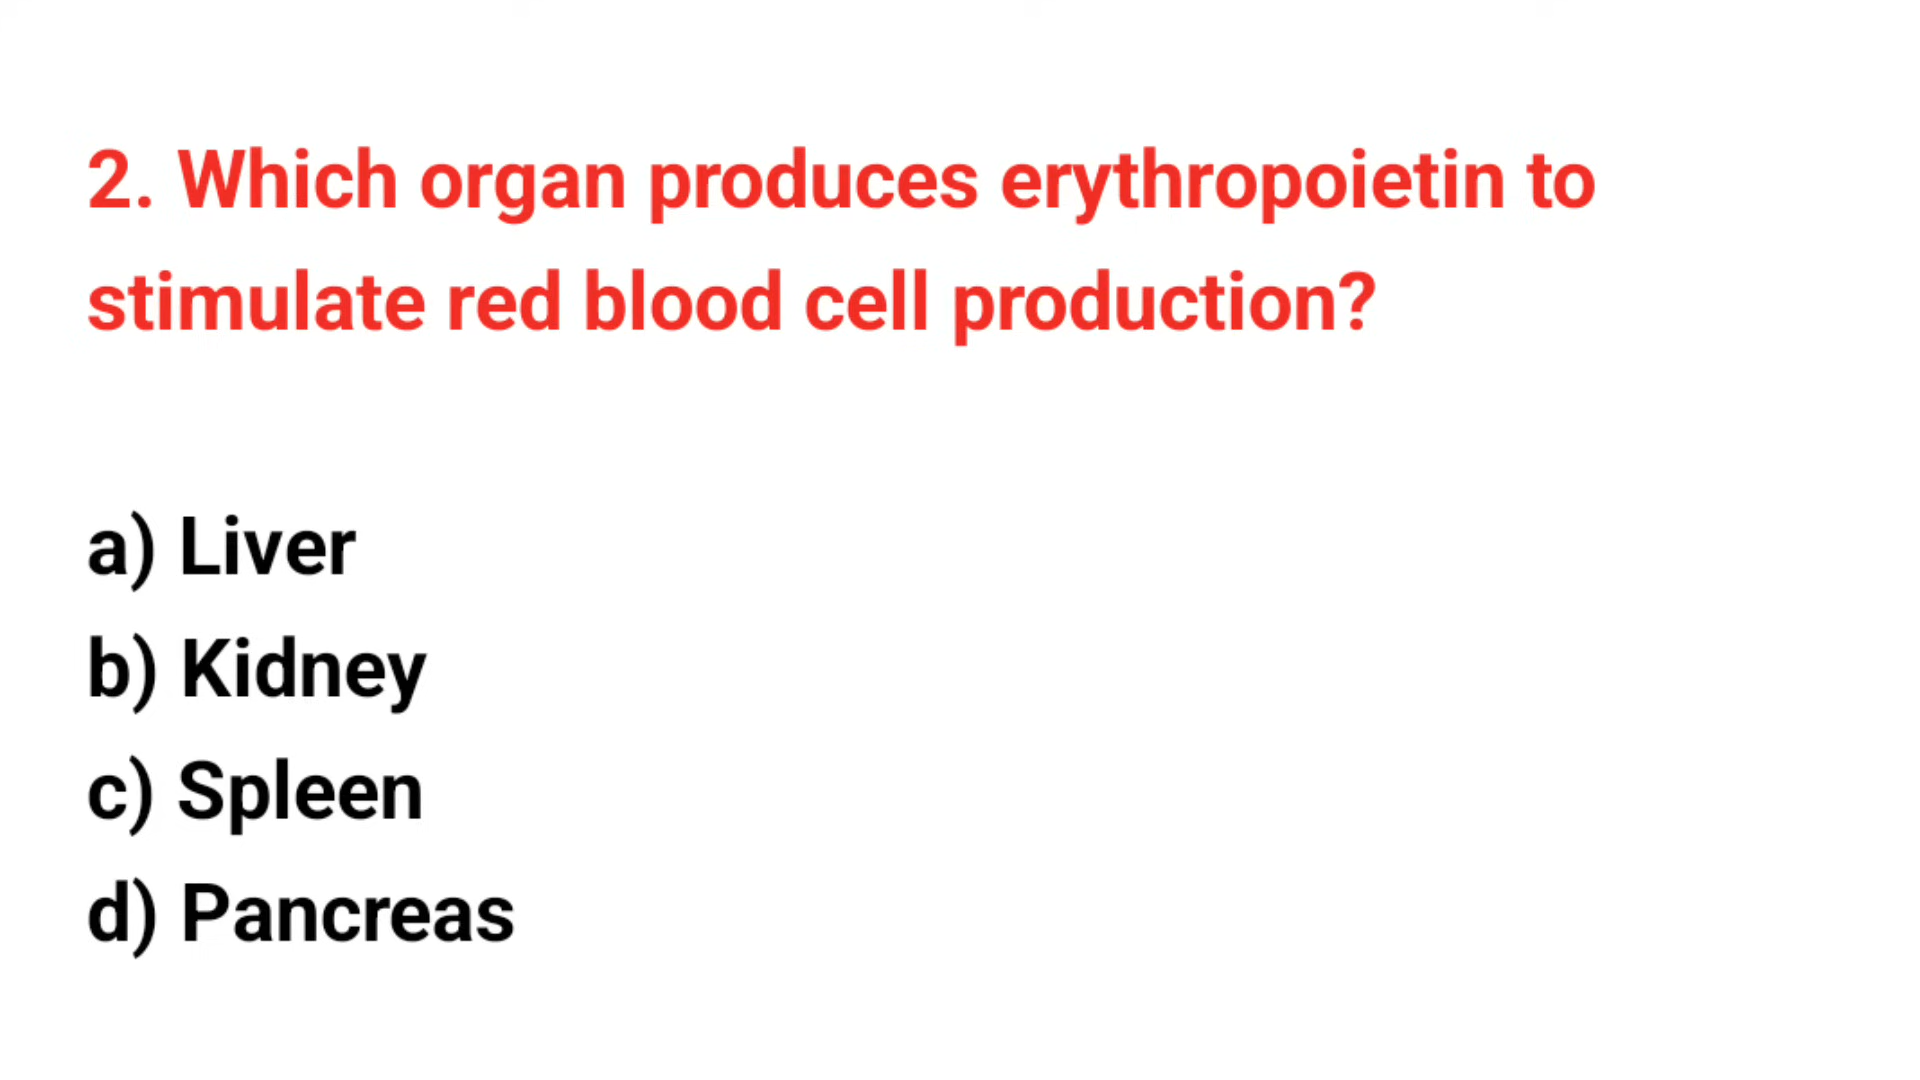 2. Which organ produces erythropoietin to
stimulate red blood cell production?
a) Liver
b) Kidney
c) Spleen
d) Pancreas